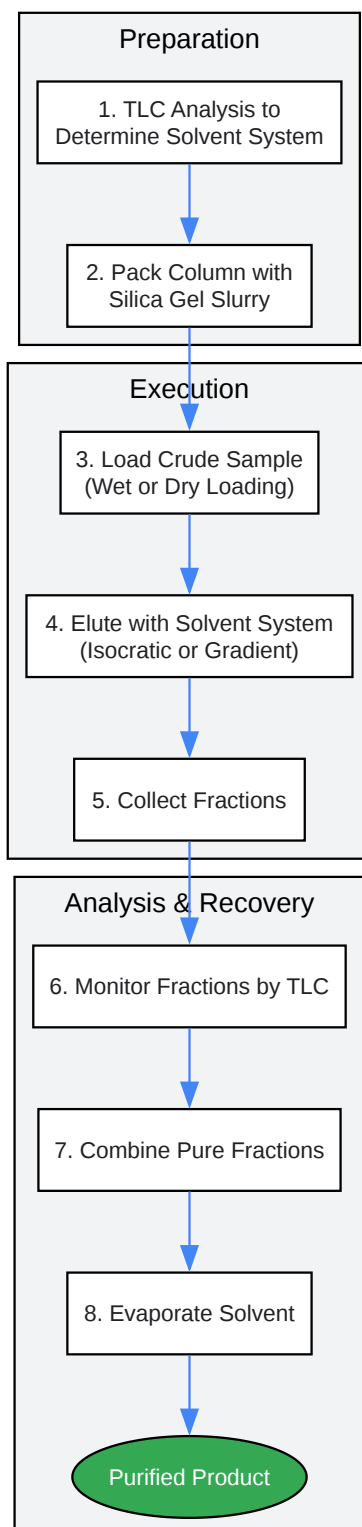 Preparation
1. TLC Analysis to
Determine Solvent System
2. Pack Column with
Silica Gel Slurry
Execution
3. Load Crude Sample
(Wet or Dry Loading)
4. Elute with Solvent System
(Isocratic or Gradient)
5. Collect Fractions
Analysis & Recovery
6. Monitor Fractions by TLC
7. Combine Pure Fractions
8. Evaporate Solvent
Purified Product